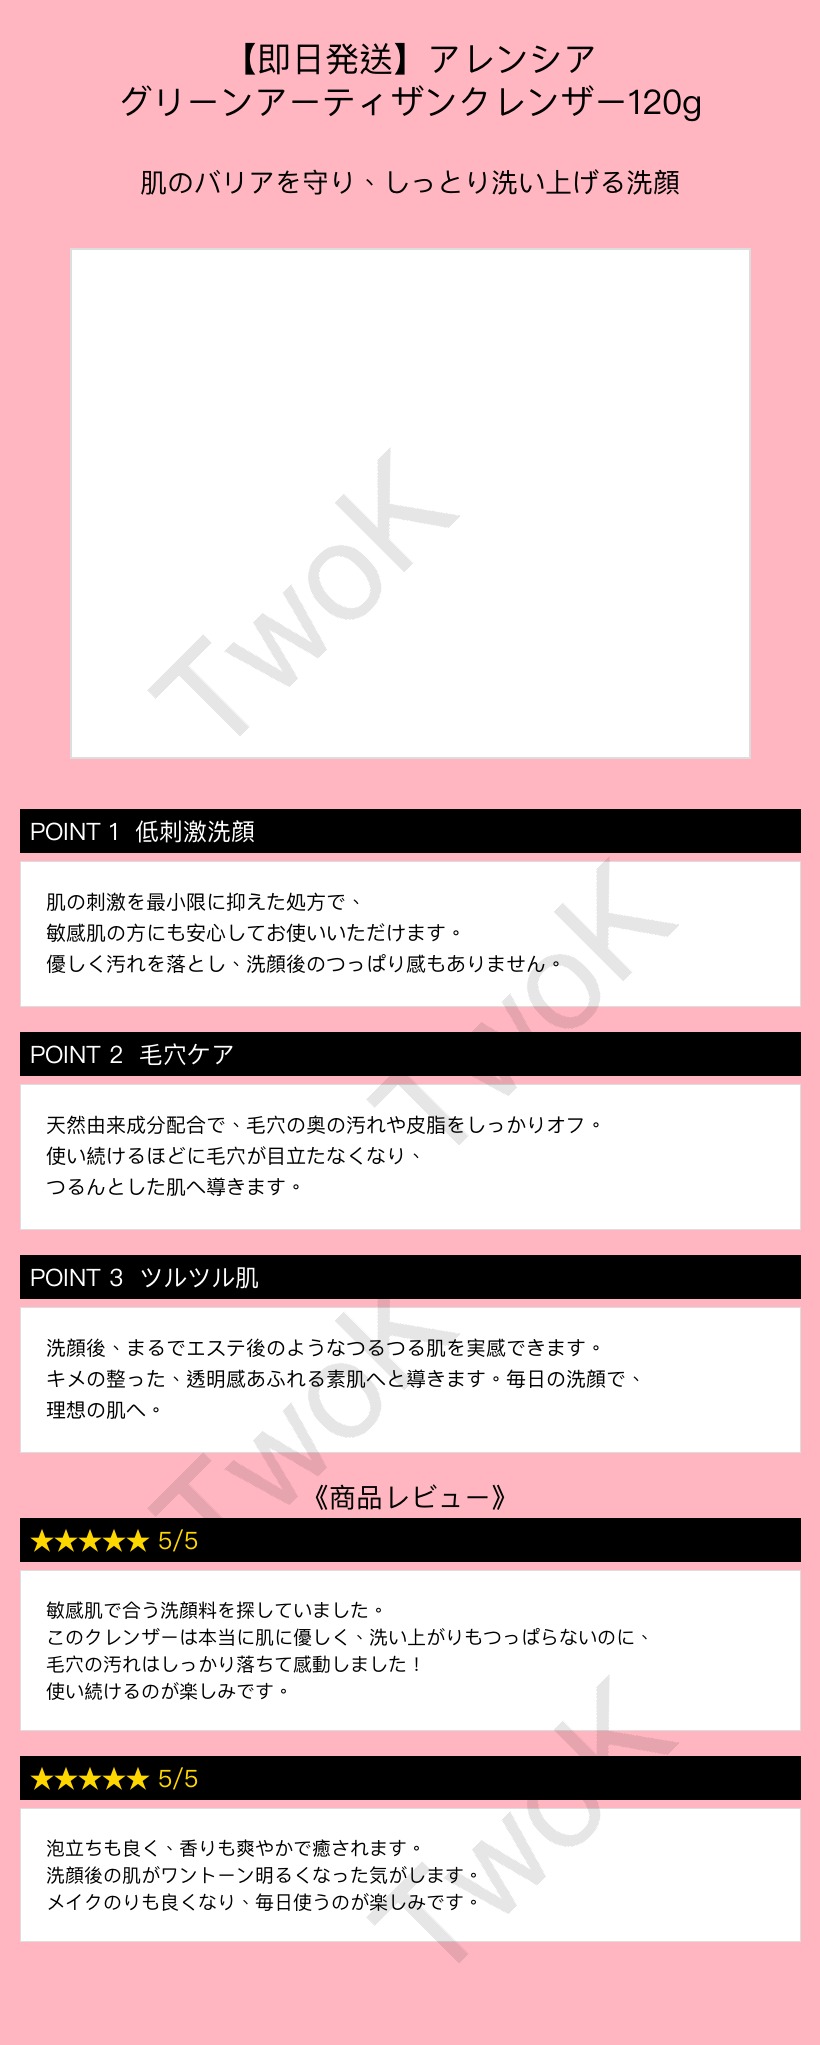 【即日発送】アレンシア
グリーンアーティザンクレンザー120g
肌のバリアを守り、しっとり洗い上げる洗顔
TwoK
POINT 1 低刺激洗顔
肌の刺激を最小限に抑えた処方で、
敏感肌の方にも安心してお使いいただけます。
優しく汚れを落とし、洗顔後のつっぱり感もありません。
TwoK
POINT 2 毛穴ケア
天然由来成分配合で、毛穴の奥の汚れや皮脂をしっかりオフ。
使い続けるほどに毛穴が目立たなくなり、
つるんとした肌へ導きます。
POINT 3 ツルツル肌
洗顔後、まるでエステ後のようなつるつる肌を実感できます。
キメの整った、透明感あふれる素肌へと導きます。毎日の洗顔で、
理想の肌へ。
TwoK
《商品レビュー》
★★★★★ 5/5
敏感肌で合う洗顔料を探していました。
このクレンザーは本当に肌に優しく、洗い上がりもつっぱらないのに、
毛穴の汚れはしっかり落ちて感動しました！
使い続けるのが楽しみです。
★★★★★ 5/5
泡立ちも良く、香りも爽やかで癒されます。
洗顔後の肌がワントーン明るくなった気がします。
メイクのりも良くなり、毎日使うのが楽しみです。
TwoK